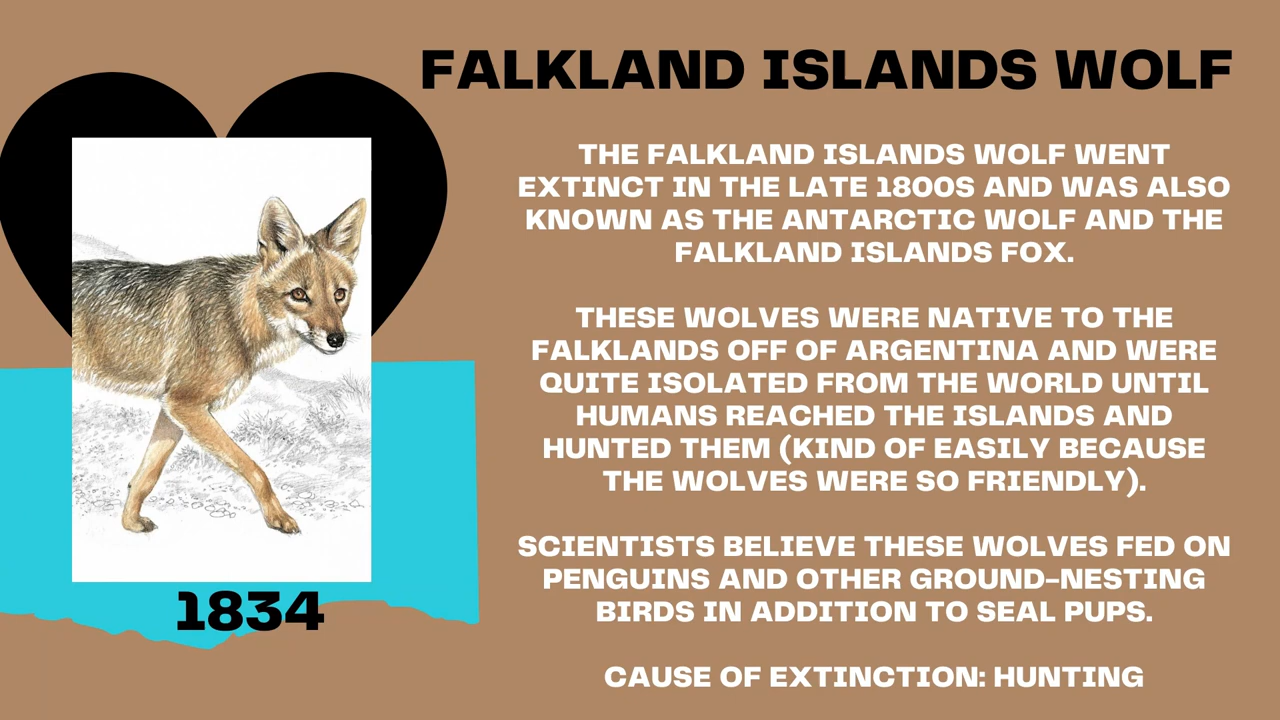 FALKLAND ISLANDS WOLF
THE FALKLAND ISLANDS WOLF WENT
EXTINCT IN THE LATE 1800S AND WAS ALSO
KNOWN AS THE ANTARCTIC WOLF AND THE
FALKLAND ISLANDS FOX.
THESE WOLVES WERE NATIVE TO THE
FALKLANDS OFF OF ARGENTINA AND WERE
QUITE ISOLATED FROM THE WORLD UNTIL
HUMANS REACHED THE ISLANDS AND
HUNTED THEM (KIND OF EASILY BECAUSE
THE WOLVES WERE SO FRIENDLY).
SCIENTISTS BELIEVE THESE WOLVES FED ON
PENGUINS AND OTHER GROUND-NESTING
BIRDS IN ADDITION TO SEAL PUPS.
CAUSE OF EXTINCTION: HUNTING
1834